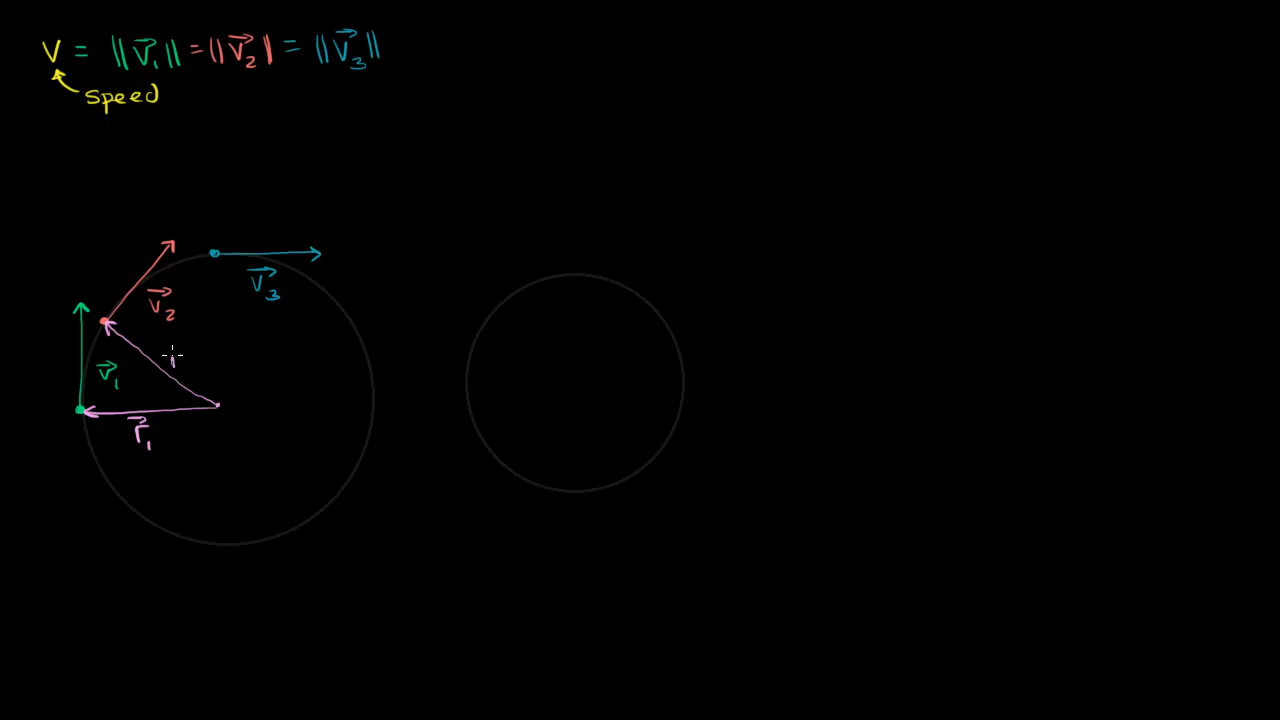 V = ||v⃗₁|| = ||v⃗₂|| = ||v⃗₃||
speed
v⃗₃
v⃗₂
v⃗₁
r⃗₁